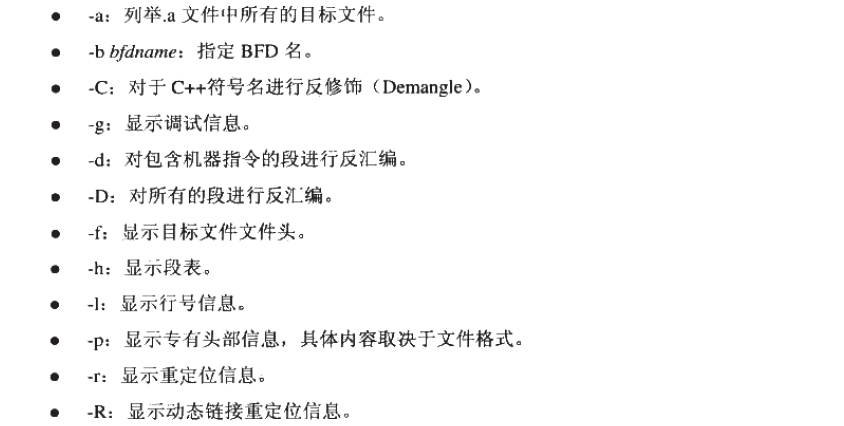 ● -a：列举.a 文件中所有的目标文件。
● -b bfdname：指定 BFD 名。
● -C：对于 C++符号名进行反修饰（Demangle）。
● -g：显示调试信息。
● -d：对包含机器指令的段进行反汇编。
● -D：对所有的段进行反汇编。
● -f：显示目标文件文件头。
● -h：显示段表。
● -l：显示行号信息。
● -p：显示专有头部信息，具体内容取决于文件格式。
● -r：显示重定位信息。
● -R：显示动态链接重定位信息。